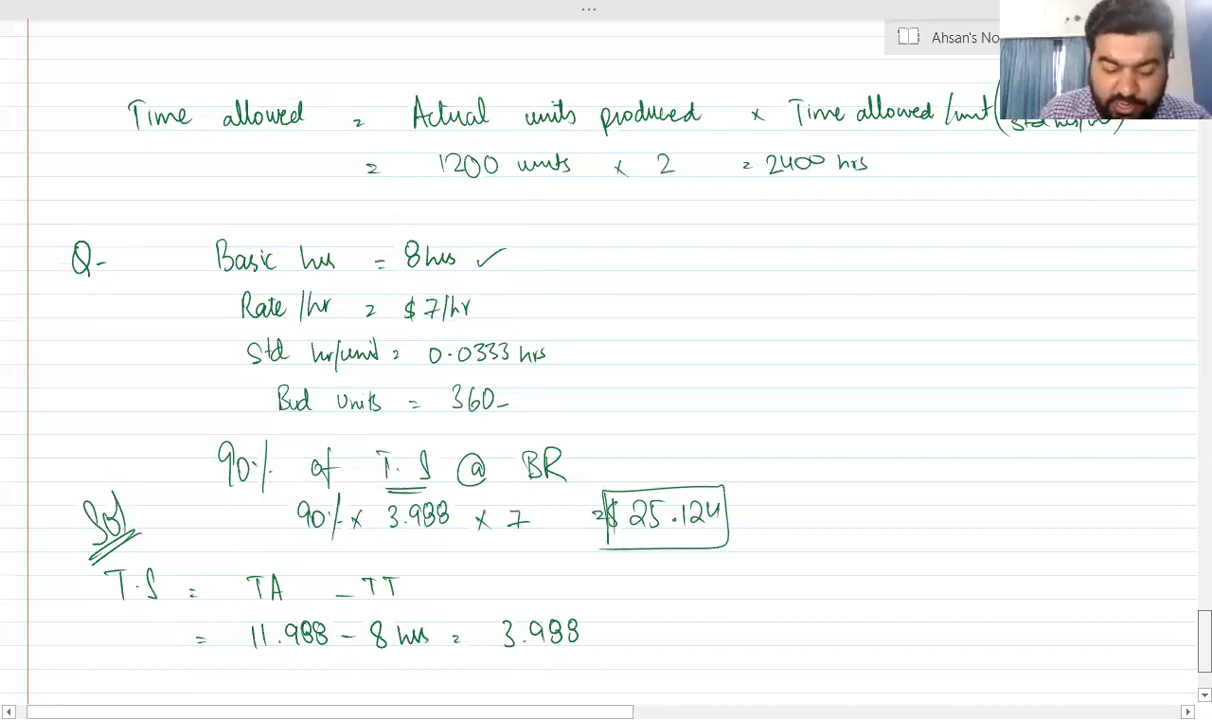 Ahsan's No
Time allowed = Actual units produced × Time allowed /unit (
= 1200 units × 2 = 2400 hrs
Q- Basic hrs = 8 hrs ✓
Rate /hr = $ 7/hr
Std hr/unit = 0.0333 hrs
Bud Units = 360
90% of T.S @ BR
Sol 90% × 3.988 × 7 = $ 25.124
T.S = TA - TT
= 11.988 - 8 hrs = 3.988